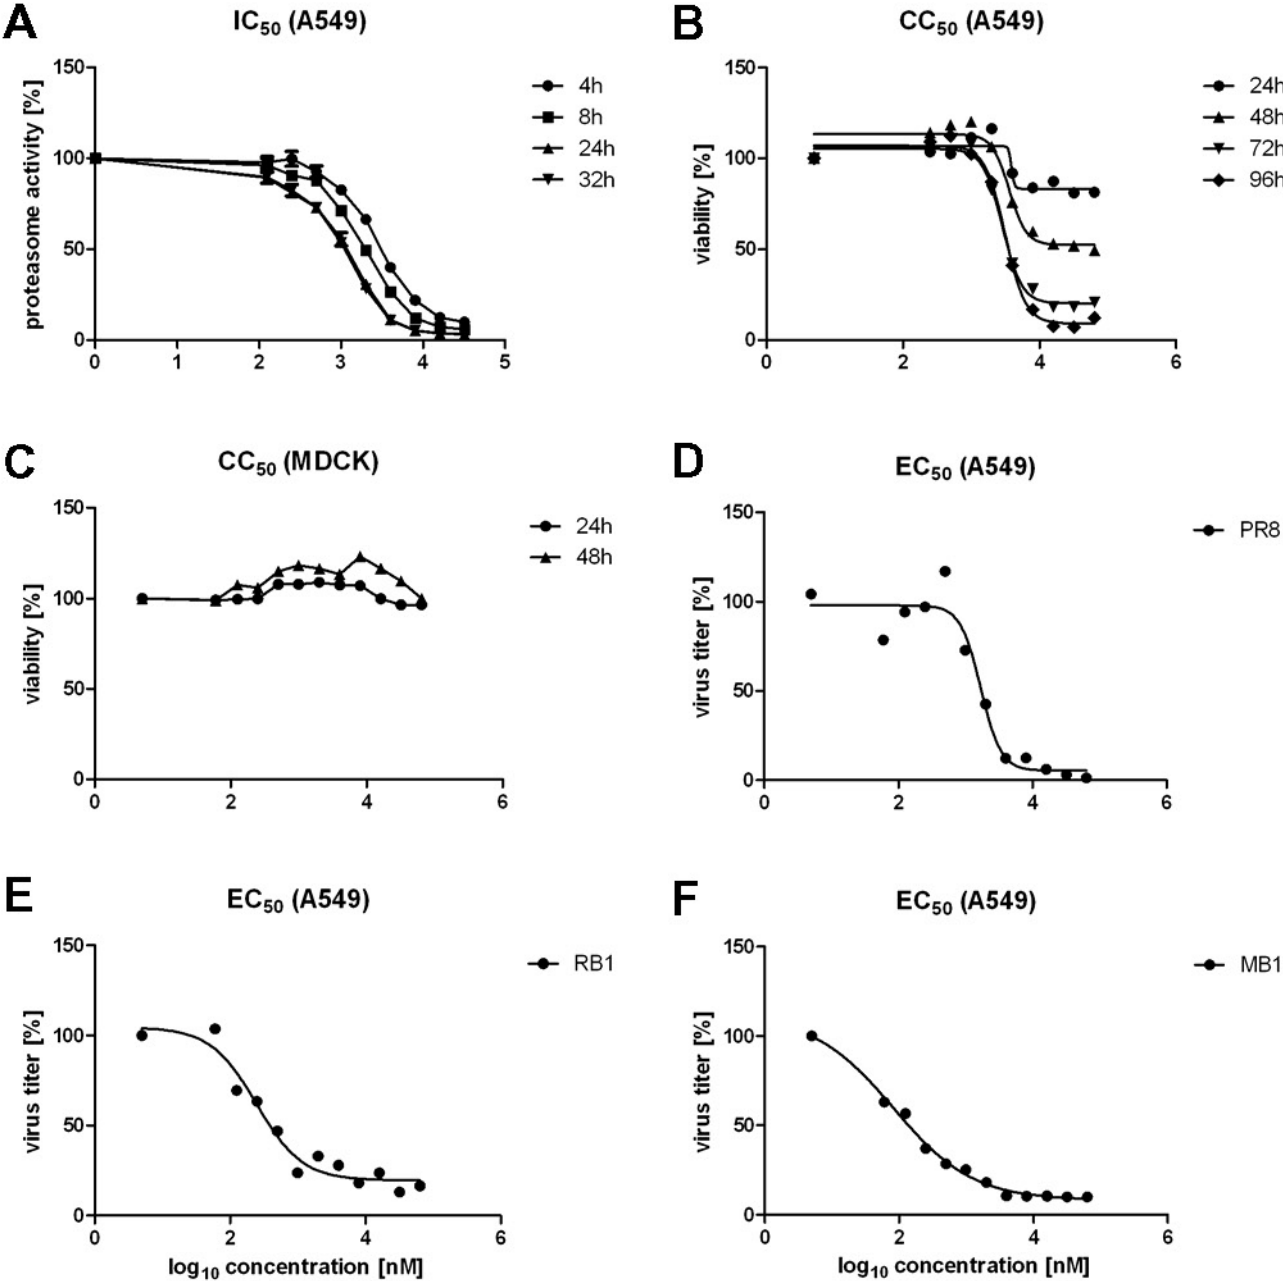 A
IC50 (A549)
proteasome activity [%]
150
100
50
0
0 1 2 3 4 5
4h
8h
24h
32h
B
CC50 (A549)
viability [%]
150
100
50
0
0 2 4 6
24h
48h
72h
96h
C
CC50 (MDCK)
viability [%]
150
100
50
0
0 2 4 6
24h
48h
D
EC50 (A549)
virus titer [%]
150
100
50
0
0 2 4 6
PR8
E
EC50 (A549)
virus titer [%]
150
100
50
0
0 2 4 6
log10 concentration [nM]
RB1
F
EC50 (A549)
virus titer [%]
150
100
50
0
0 2 4 6
log10 concentration [nM]
MB1